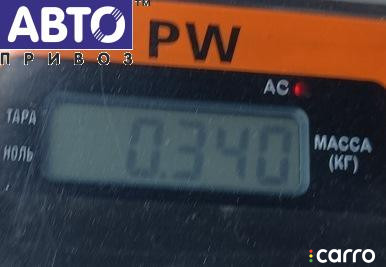 АВТО™
ПРИВОЗ
PW
AC
ТАРА
НОЛЬ
0.340
МАССА
(КГ)
carro